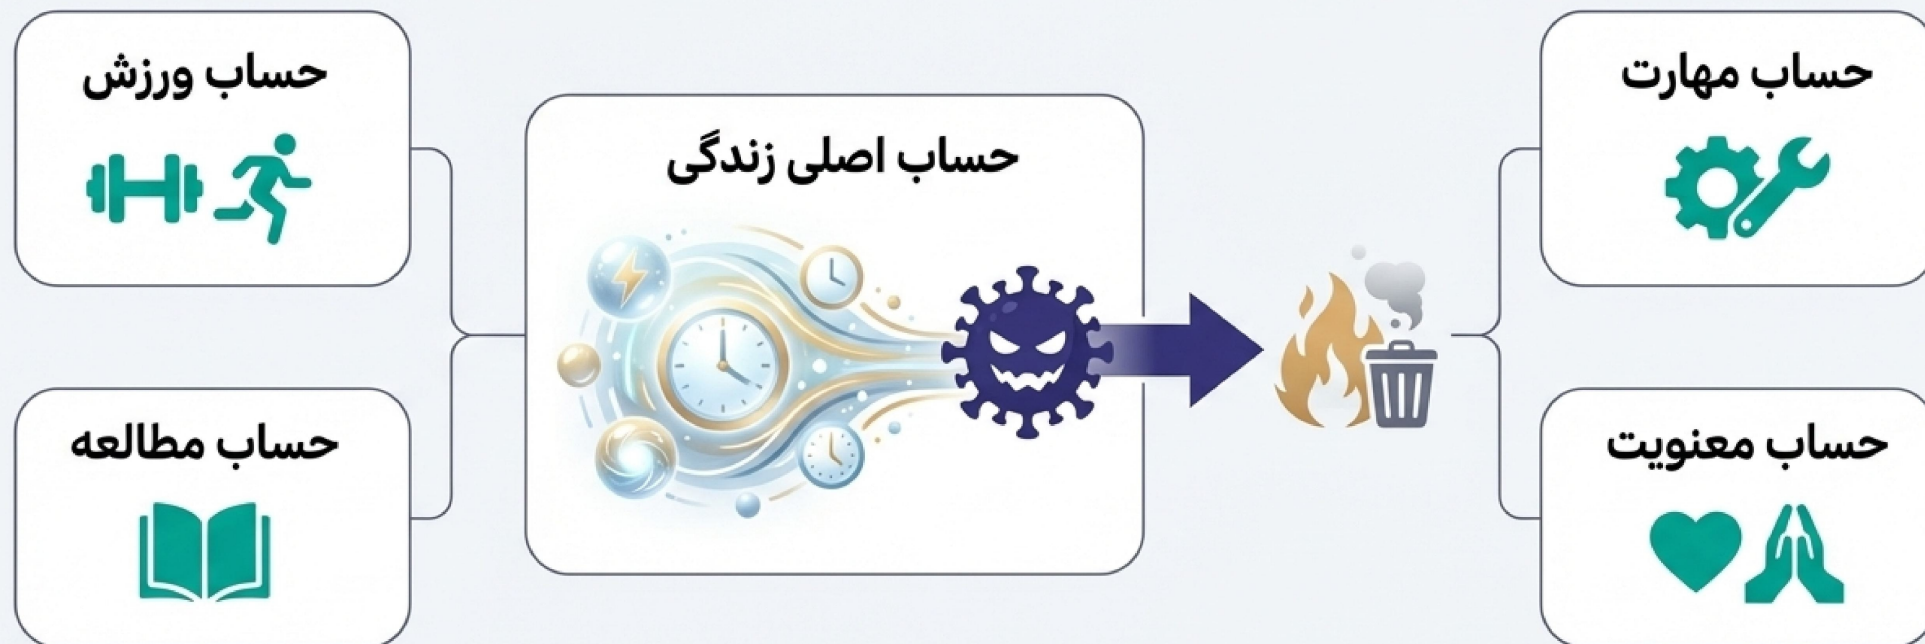 حساب مهارت
حساب ورزش
حساب اصلی زندگی
حساب معنویت
حساب مطالعه